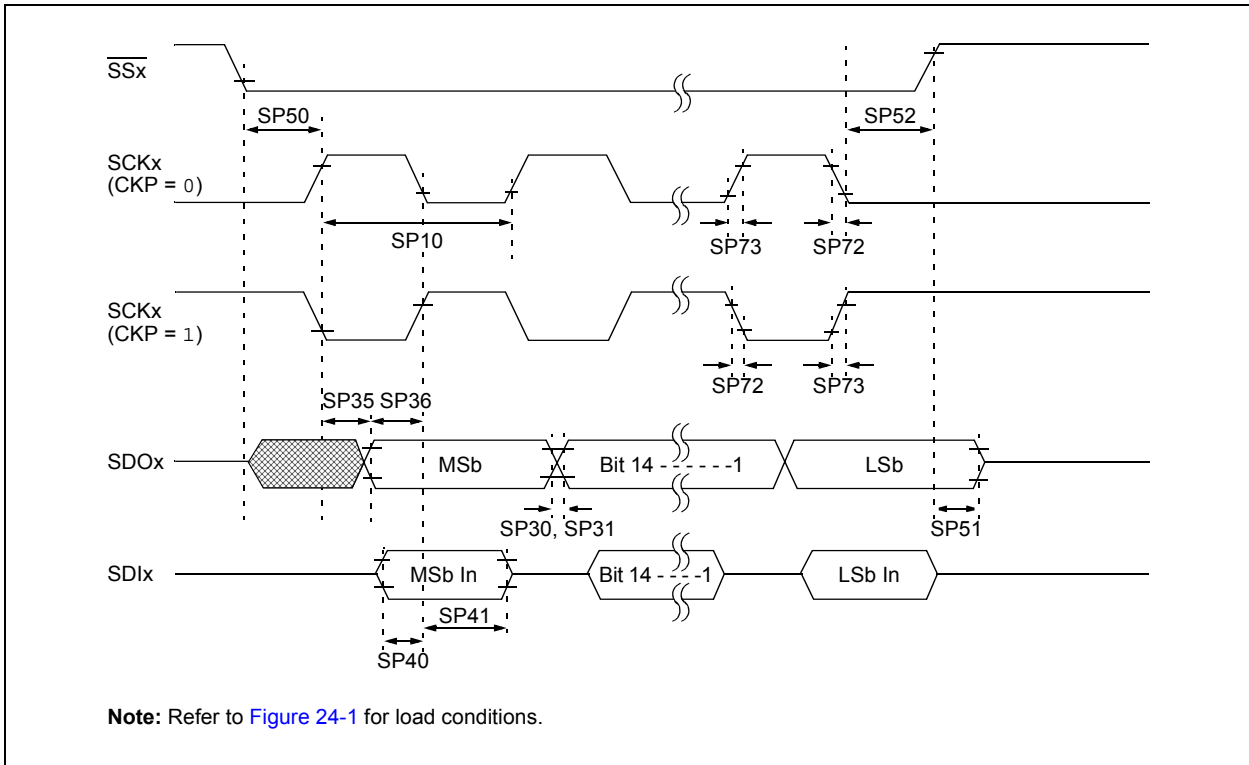 SSx
SP50
SP52
SCKx
(CKP = 0)
SP10
SP73
SP72
SCKx
(CKP = 1)
SP72
SP73
SP35 SP36
SDOx
MSb
Bit 14 - - - - - -1
LSb
SP30, SP31
SP51
SDIx
MSb In
Bit 14 - - - -1
LSb In
SP41
SP40
Note: Refer to Figure 24-1 for load conditions.